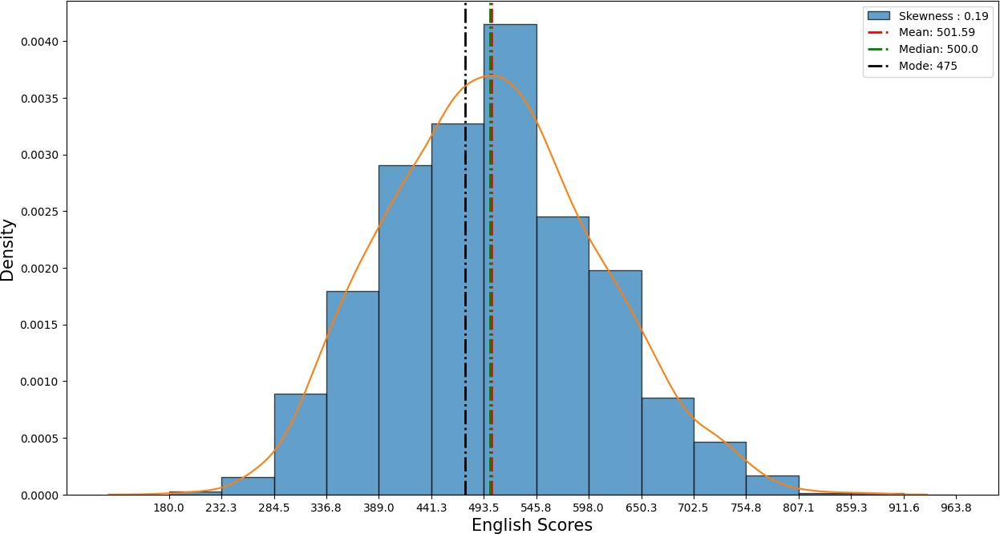 Skewness : 0.19
Mean: 501.59
Median: 500.0
Mode: 475
0.0040
0.0035
0.0030
0.0025
0.0020
0.0015
0.0010
0.0005
0.0000
Density
180.0 232.3 284.5 336.8 389.0 441.3 493.5 545.8 598.0 650.3 702.5 754.8 807.1 859.3 911.6 963.8
English Scores